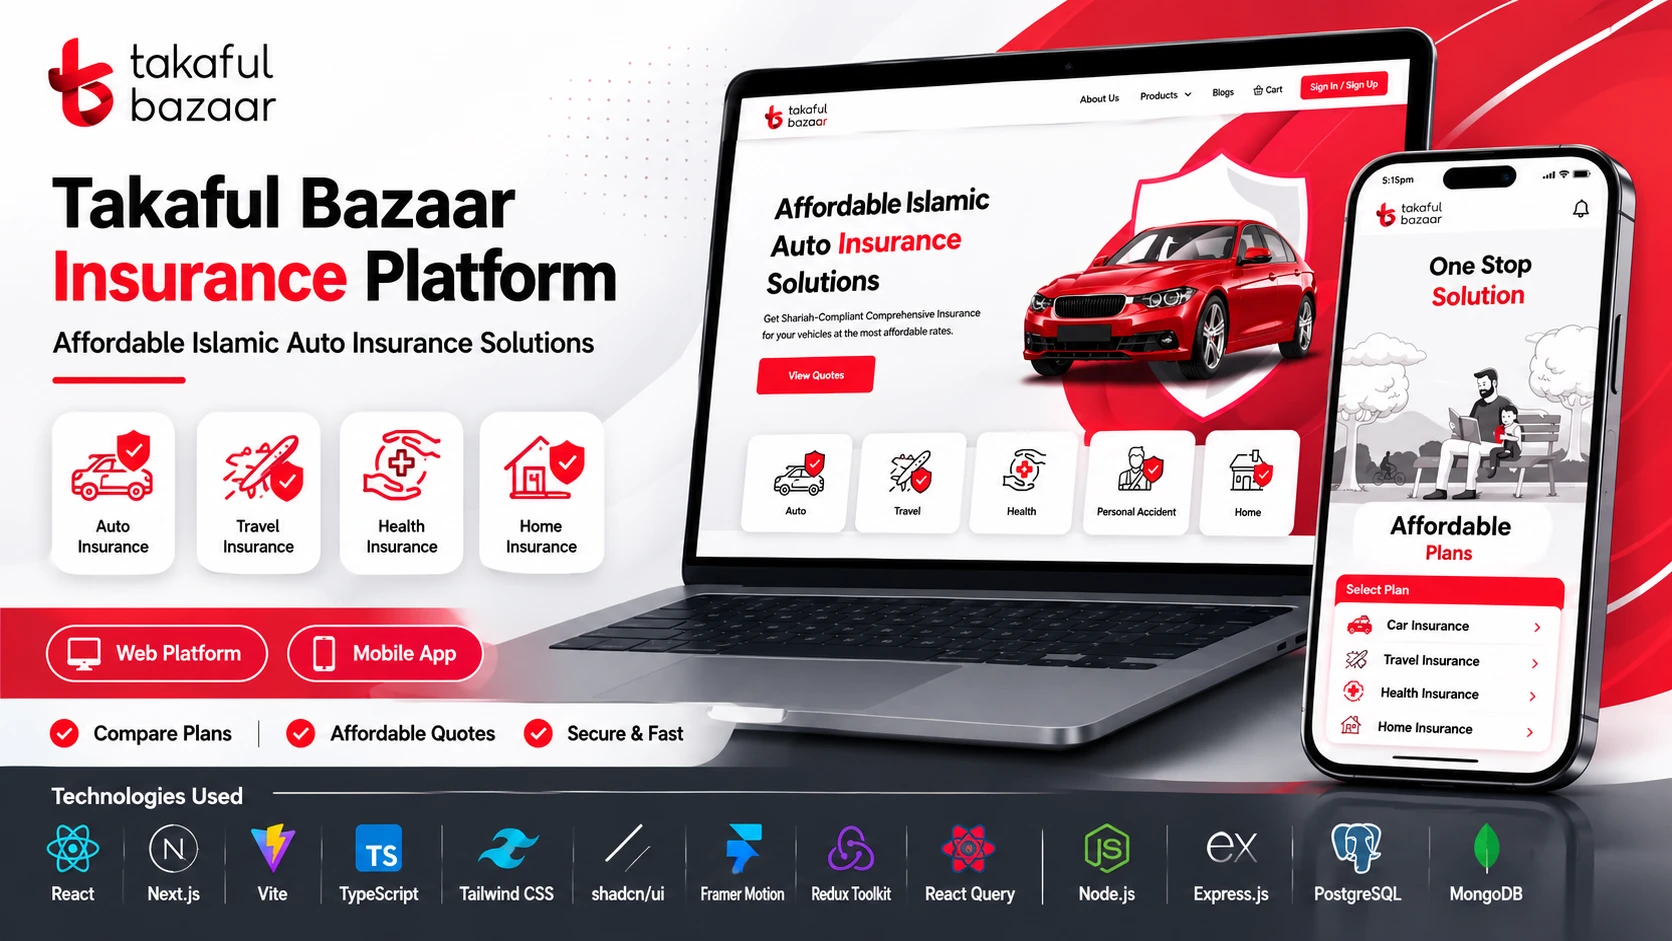 takaful
bazaar
Takaful Bazaar
Insurance Platform
Affordable Islamic Auto Insurance Solutions
Auto
Insurance
Travel
Insurance
Health
Insurance
Home
Insurance
Web Platform
Mobile App
Compare Plans
Affordable Quotes
Secure & Fast
takaful
bazaar
About Us
Products
Blogs
Cart
Sign In / Sign Up
Affordable Islamic
Auto Insurance
Solutions
Get Shariah-Compliant Comprehensive Insurance
for your vehicles at the most affordable rates.
View Quotes
Auto
Travel
Health
Personal Accident
Home
5:15pm
takaful
bazaar
One Stop
Solution
Affordable
Plans
Select Plan
Car Insurance
Travel Insurance
Health Insurance
Home Insurance
Technologies Used
React
N
Next.js
Vite
TS
TypeScript
Tailwind CSS
shadcn/ui
Framer Motion
Redux Toolkit
React Query
JS
Node.js
ex
Express.js
PostgreSQL
MongoDB